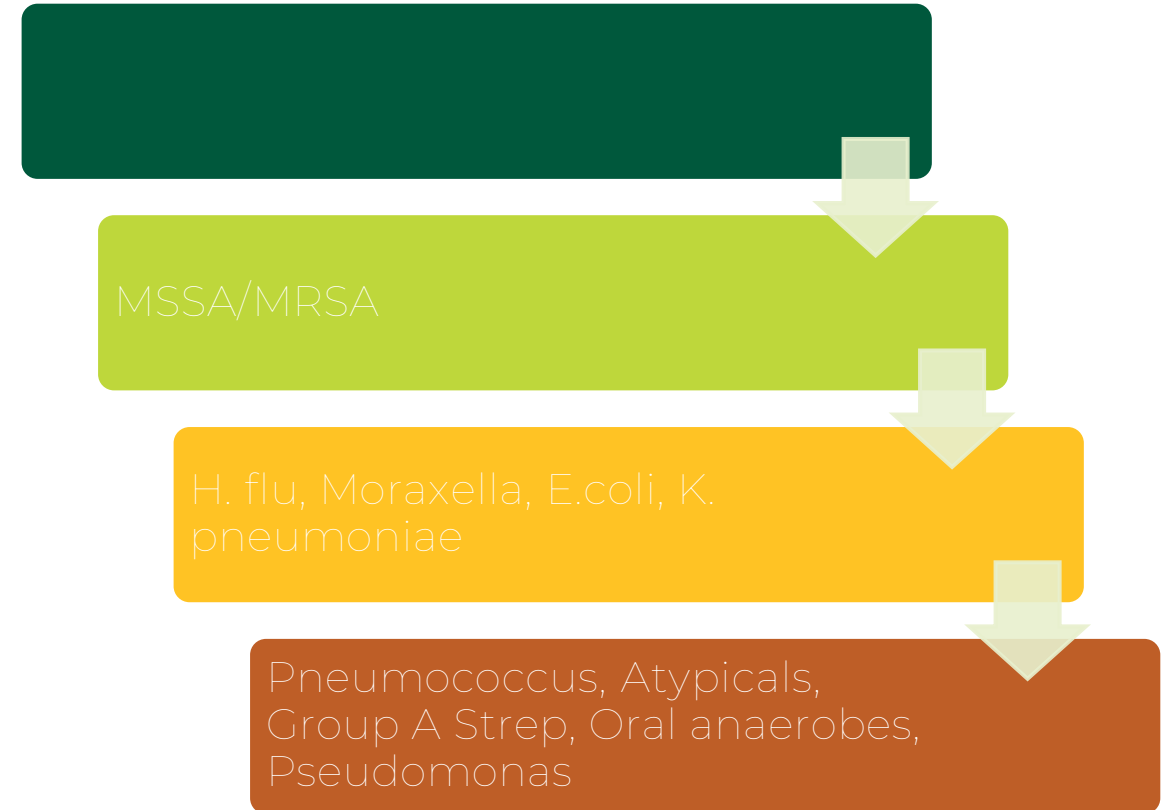 MSSA/MRSA
H. flu, Moraxella, E.coli, K.
pneumoniae
Pneumococcus, Atypicals,
Group A Strep, Oral anaerobes,
Pseudomonas